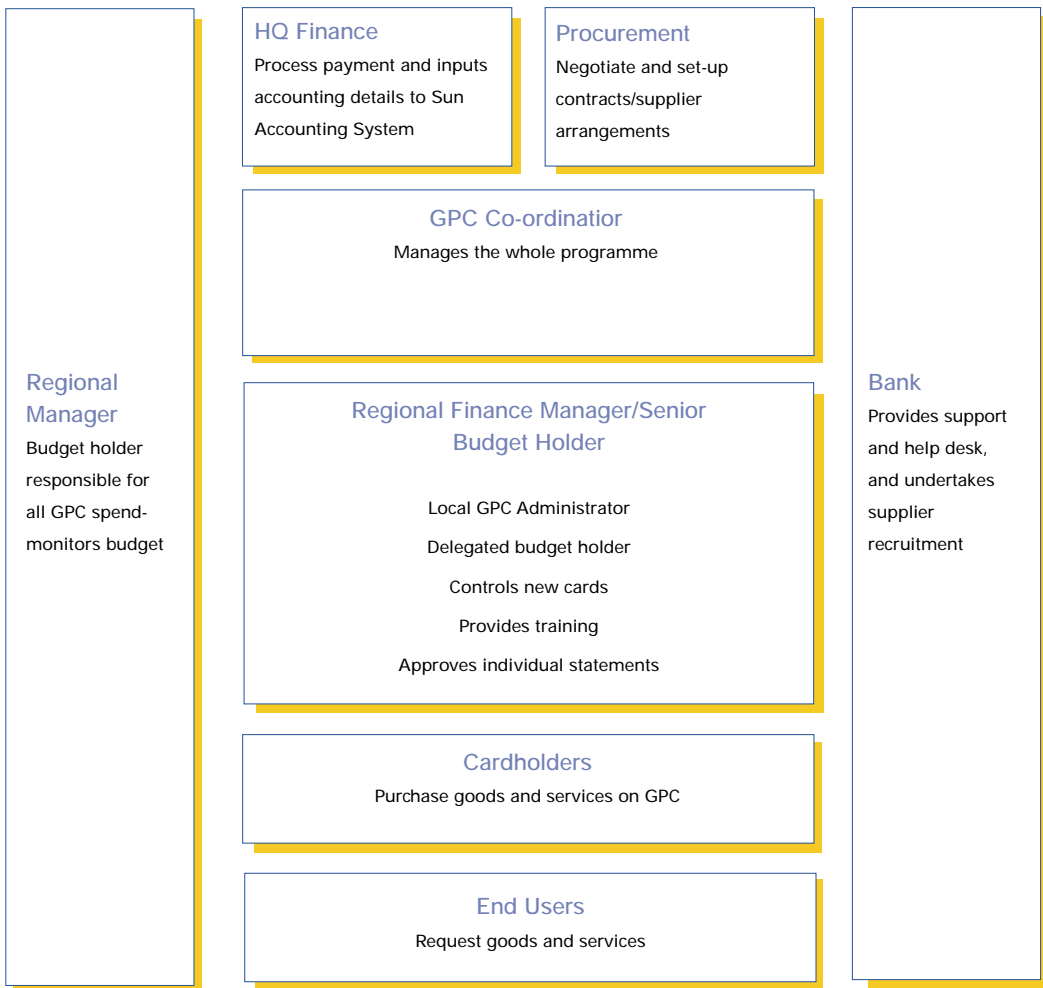 HQ Finance
Process payment and inputs
accounting details to Sun
Accounting System
Procurement
Negotiate and set-up
contracts/supplier
arrangements
GPC Co-ordinatior
Manages the whole programme
Regional
Manager
Budget holder
responsible for
all GPC spend-
monitors budget
Regional Finance Manager/Senior
Budget Holder
Local GPC Administrator
Delegated budget holder
Controls new cards
Provides training
Approves individual statements
Bank
Provides support
and help desk,
and undertakes
supplier
recruitment
Cardholders
Purchase goods and services on GPC
End Users
Request goods and services